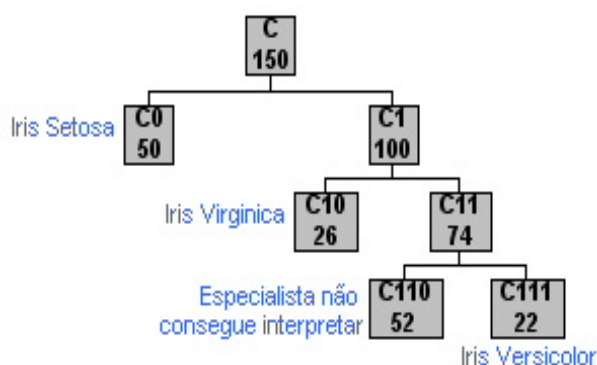 C
150
Iris Setosa
C0
50
C1
100
Iris Virginica
C10
26
C11
74
Especialista não
consegue interpretar
C110
52
C111
22
Iris Versicolor